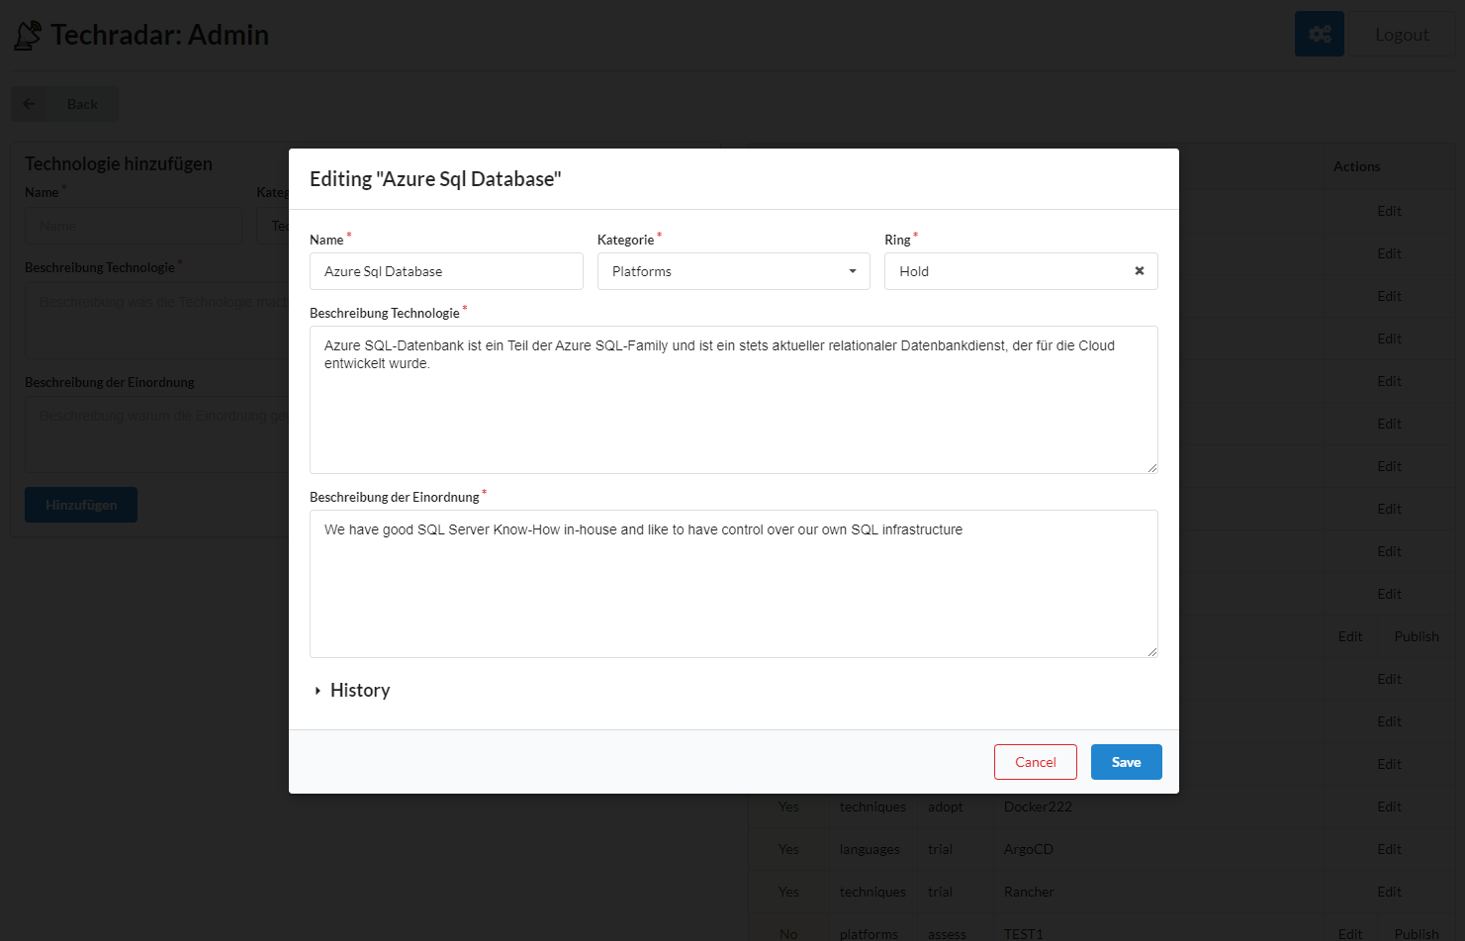 Techradar: Admin
Logout
Back
Technologie hinzufügen
Name *
Kateg
Name
Tec
Beschreibung Technologie *
Beschreibung was die Technologie mach
Beschreibung der Einordnung
Beschreibung warum die Einordnung ge
Hinzufügen
Editing "Azure Sql Database"
Name *
Kategorie *
Ring *
Azure Sql Database
Platforms
Hold
Beschreibung Technologie *
Azure SQL-Datenbank ist ein Teil der Azure SQL-Family und ist ein stets aktueller relationaler Datenbankdienst, der für die Cloud
entwickelt wurde.
Beschreibung der Einordnung *
We have good SQL Server Know-How in-house and like to have control over our own SQL infrastructure
History
Cancel
Save
Actions
Edit
Edit
Edit
Edit
Edit
Edit
Edit
Edit
Edit
Edit
Edit Publish
Edit
Edit
Edit
Yes techniques adopt Docker222 Edit
Yes languages trial ArgoCD Edit
Yes techniques trial Rancher Edit
No platforms assess TEST1 Edit Publish